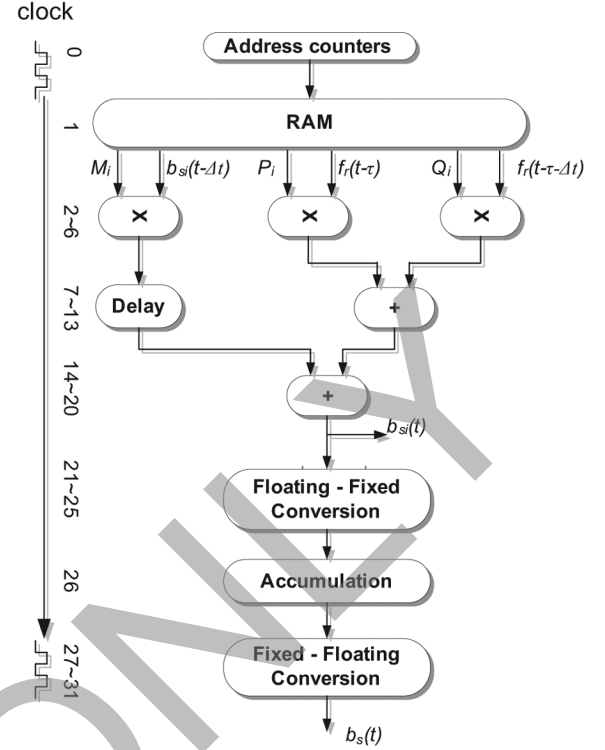 clock
0
Address counters
1
RAM
Mi bsi(t-Δt) Pi fr(t-τ) Qi fr(t-τ-Δt)
2~6
X X X
7~13
Delay +
14~20
+
bsi(t)
21~25
Floating - Fixed
Conversion
26
Accumulation
27~31
Fixed - Floating
Conversion
bs(t)
ONLY